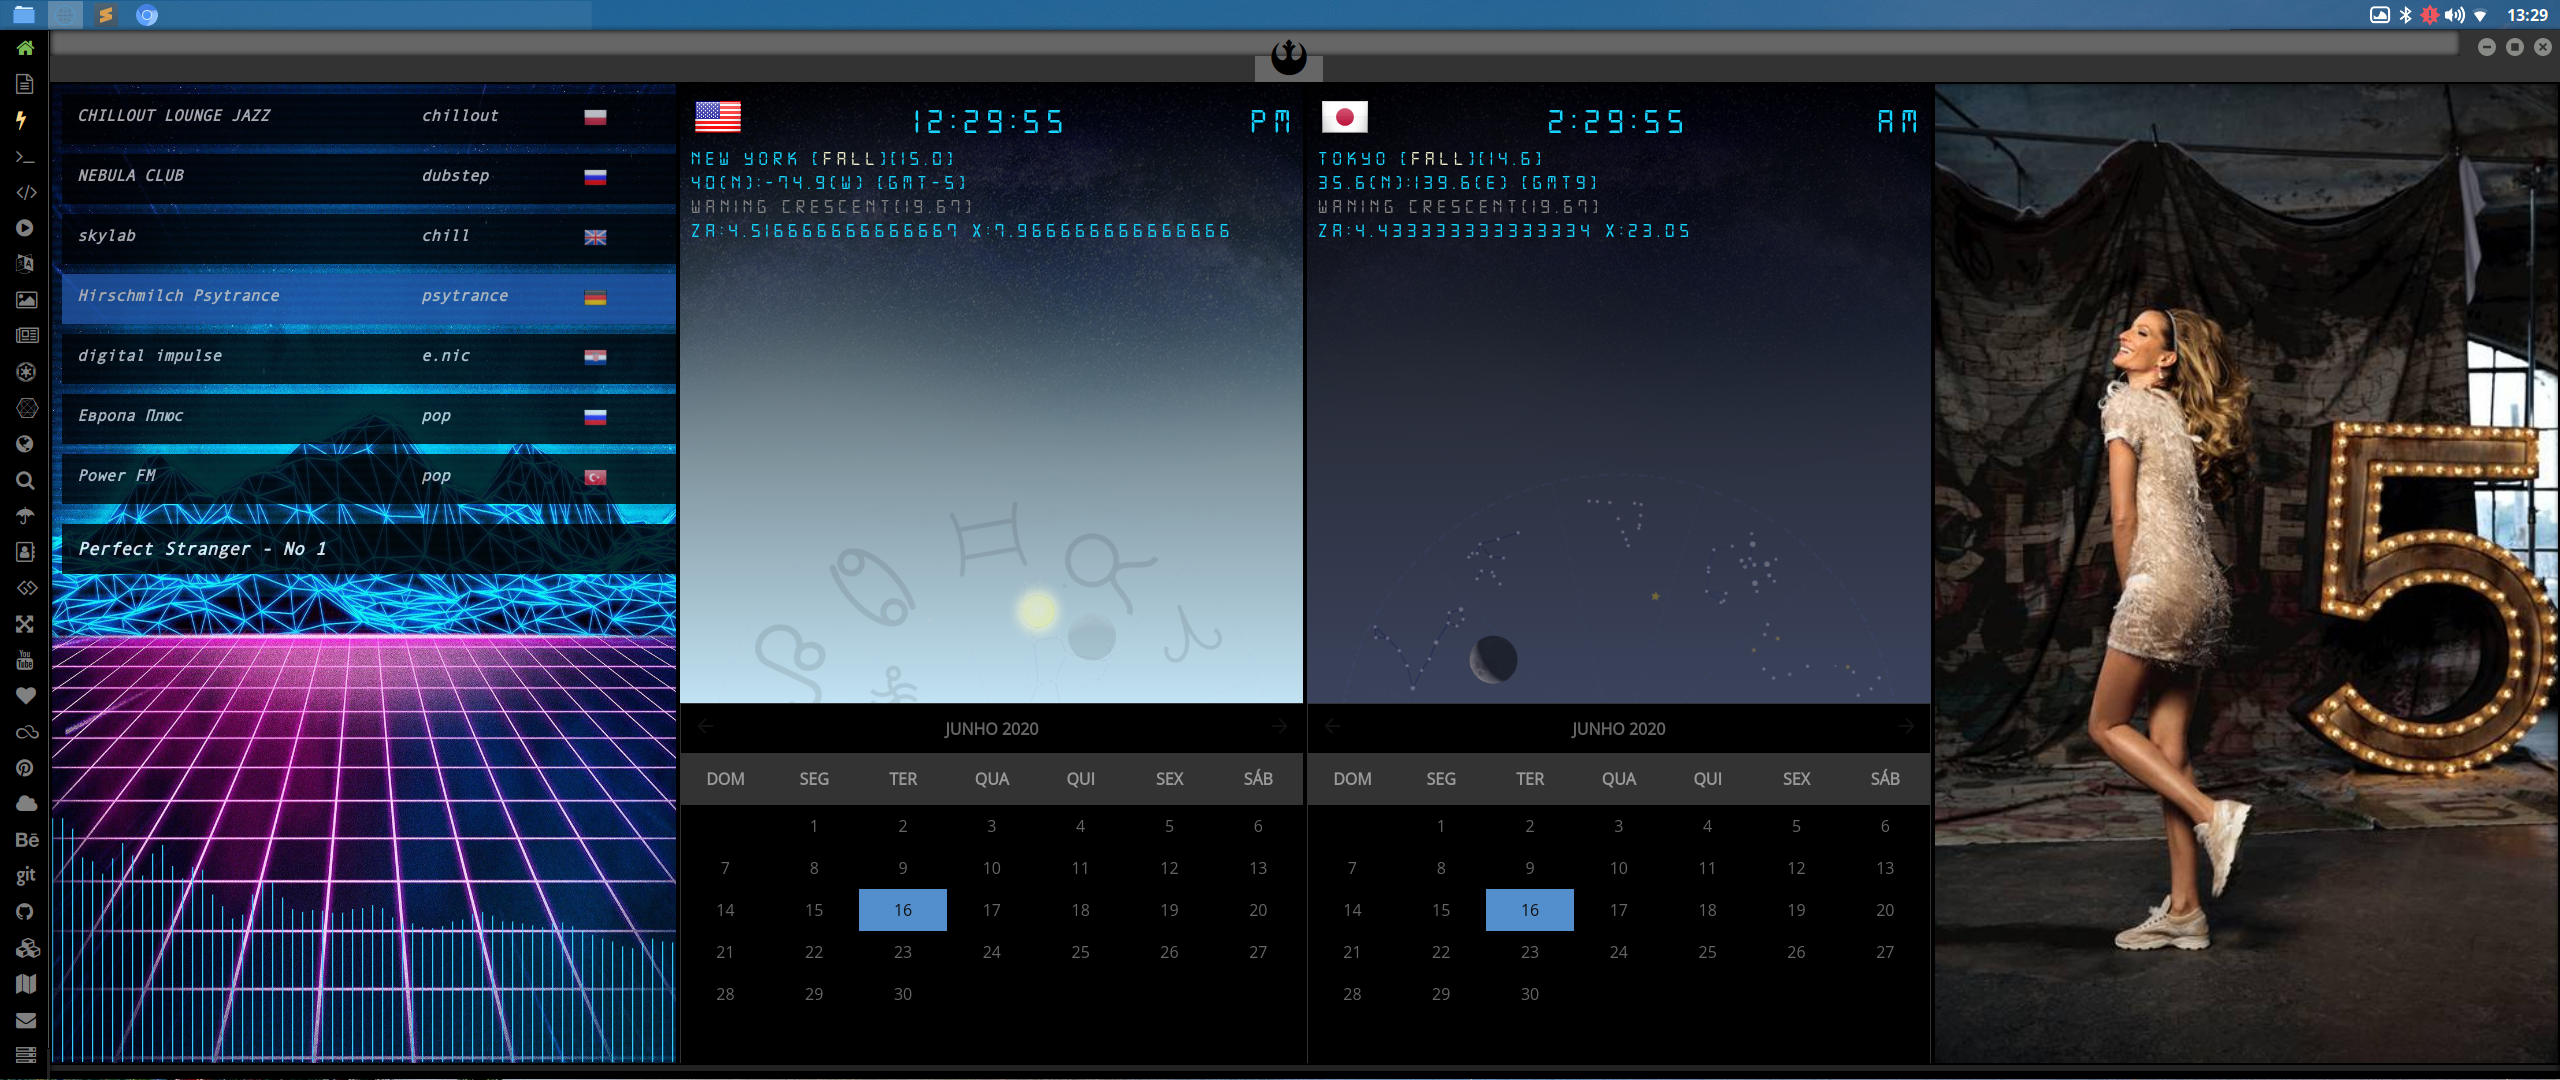 13:29
CHILLOUT LOUNGE JAZZ chillout
NEBULA CLUB dubstep
skylab chill
Hirschmilch Psytrance psytrance
digital impulse e.nic
Европа Плюс pop
Power FM pop
Perfect Stranger - No 1
12:29:55 PM
NEW YORK [FALL][15.0]
40(N):-74.9(W) [GMT-5]
WANING CRESCENT[19.67]
ZA:4.516666666666667 X:7.966666666666666
JUNHO 2020
DOM SEG TER QUA QUI SEX SÁB
1 2 3 4 5 6
7 8 9 10 11 12 13
14 15 16 17 18 19 20
21 22 23 24 25 26 27
28 29 30
2:29:55 AM
TOKYO [FALL][14.6]
35.6(N):139.6(E) [GMT9]
WANING CRESCENT[19.67]
ZA:4.433333333333334 X:23.05
JUNHO 2020
DOM SEG TER QUA QUI SEX SÁB
1 2 3 4 5 6
7 8 9 10 11 12 13
14 15 16 17 18 19 20
21 22 23 24 25 26 27
28 29 30
5
You Tube
Bē
git